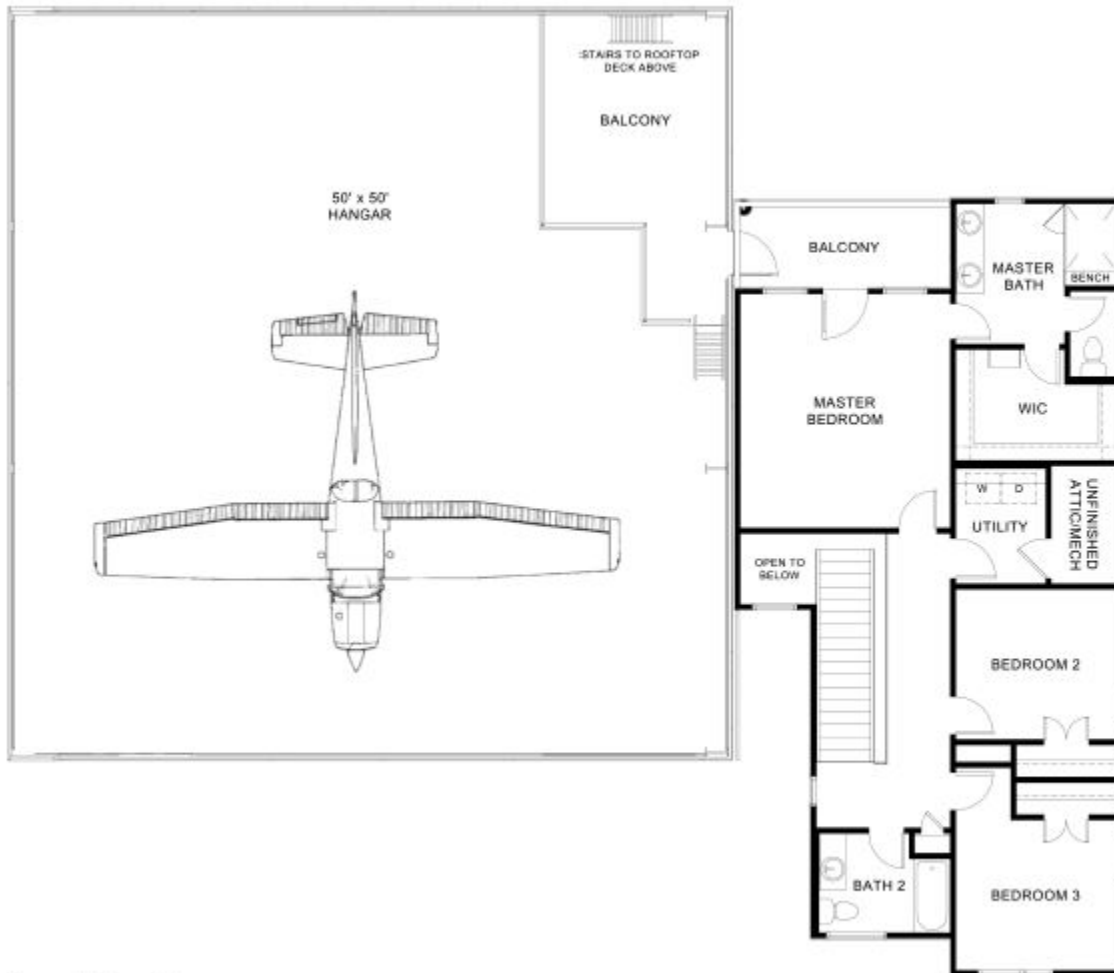 :STAIRS TO ROOFTOP
DECK ABOVE
BALCONY
50' x 50'
HANGAR
BALCONY
MASTER
BATH
BENCH
MASTER
BEDROOM
WIC
W
D
UTILITY
UNFINISHED
ATTIC/MECH
OPEN TO
BELOW
BEDROOM 2
BATH 2
BEDROOM 3